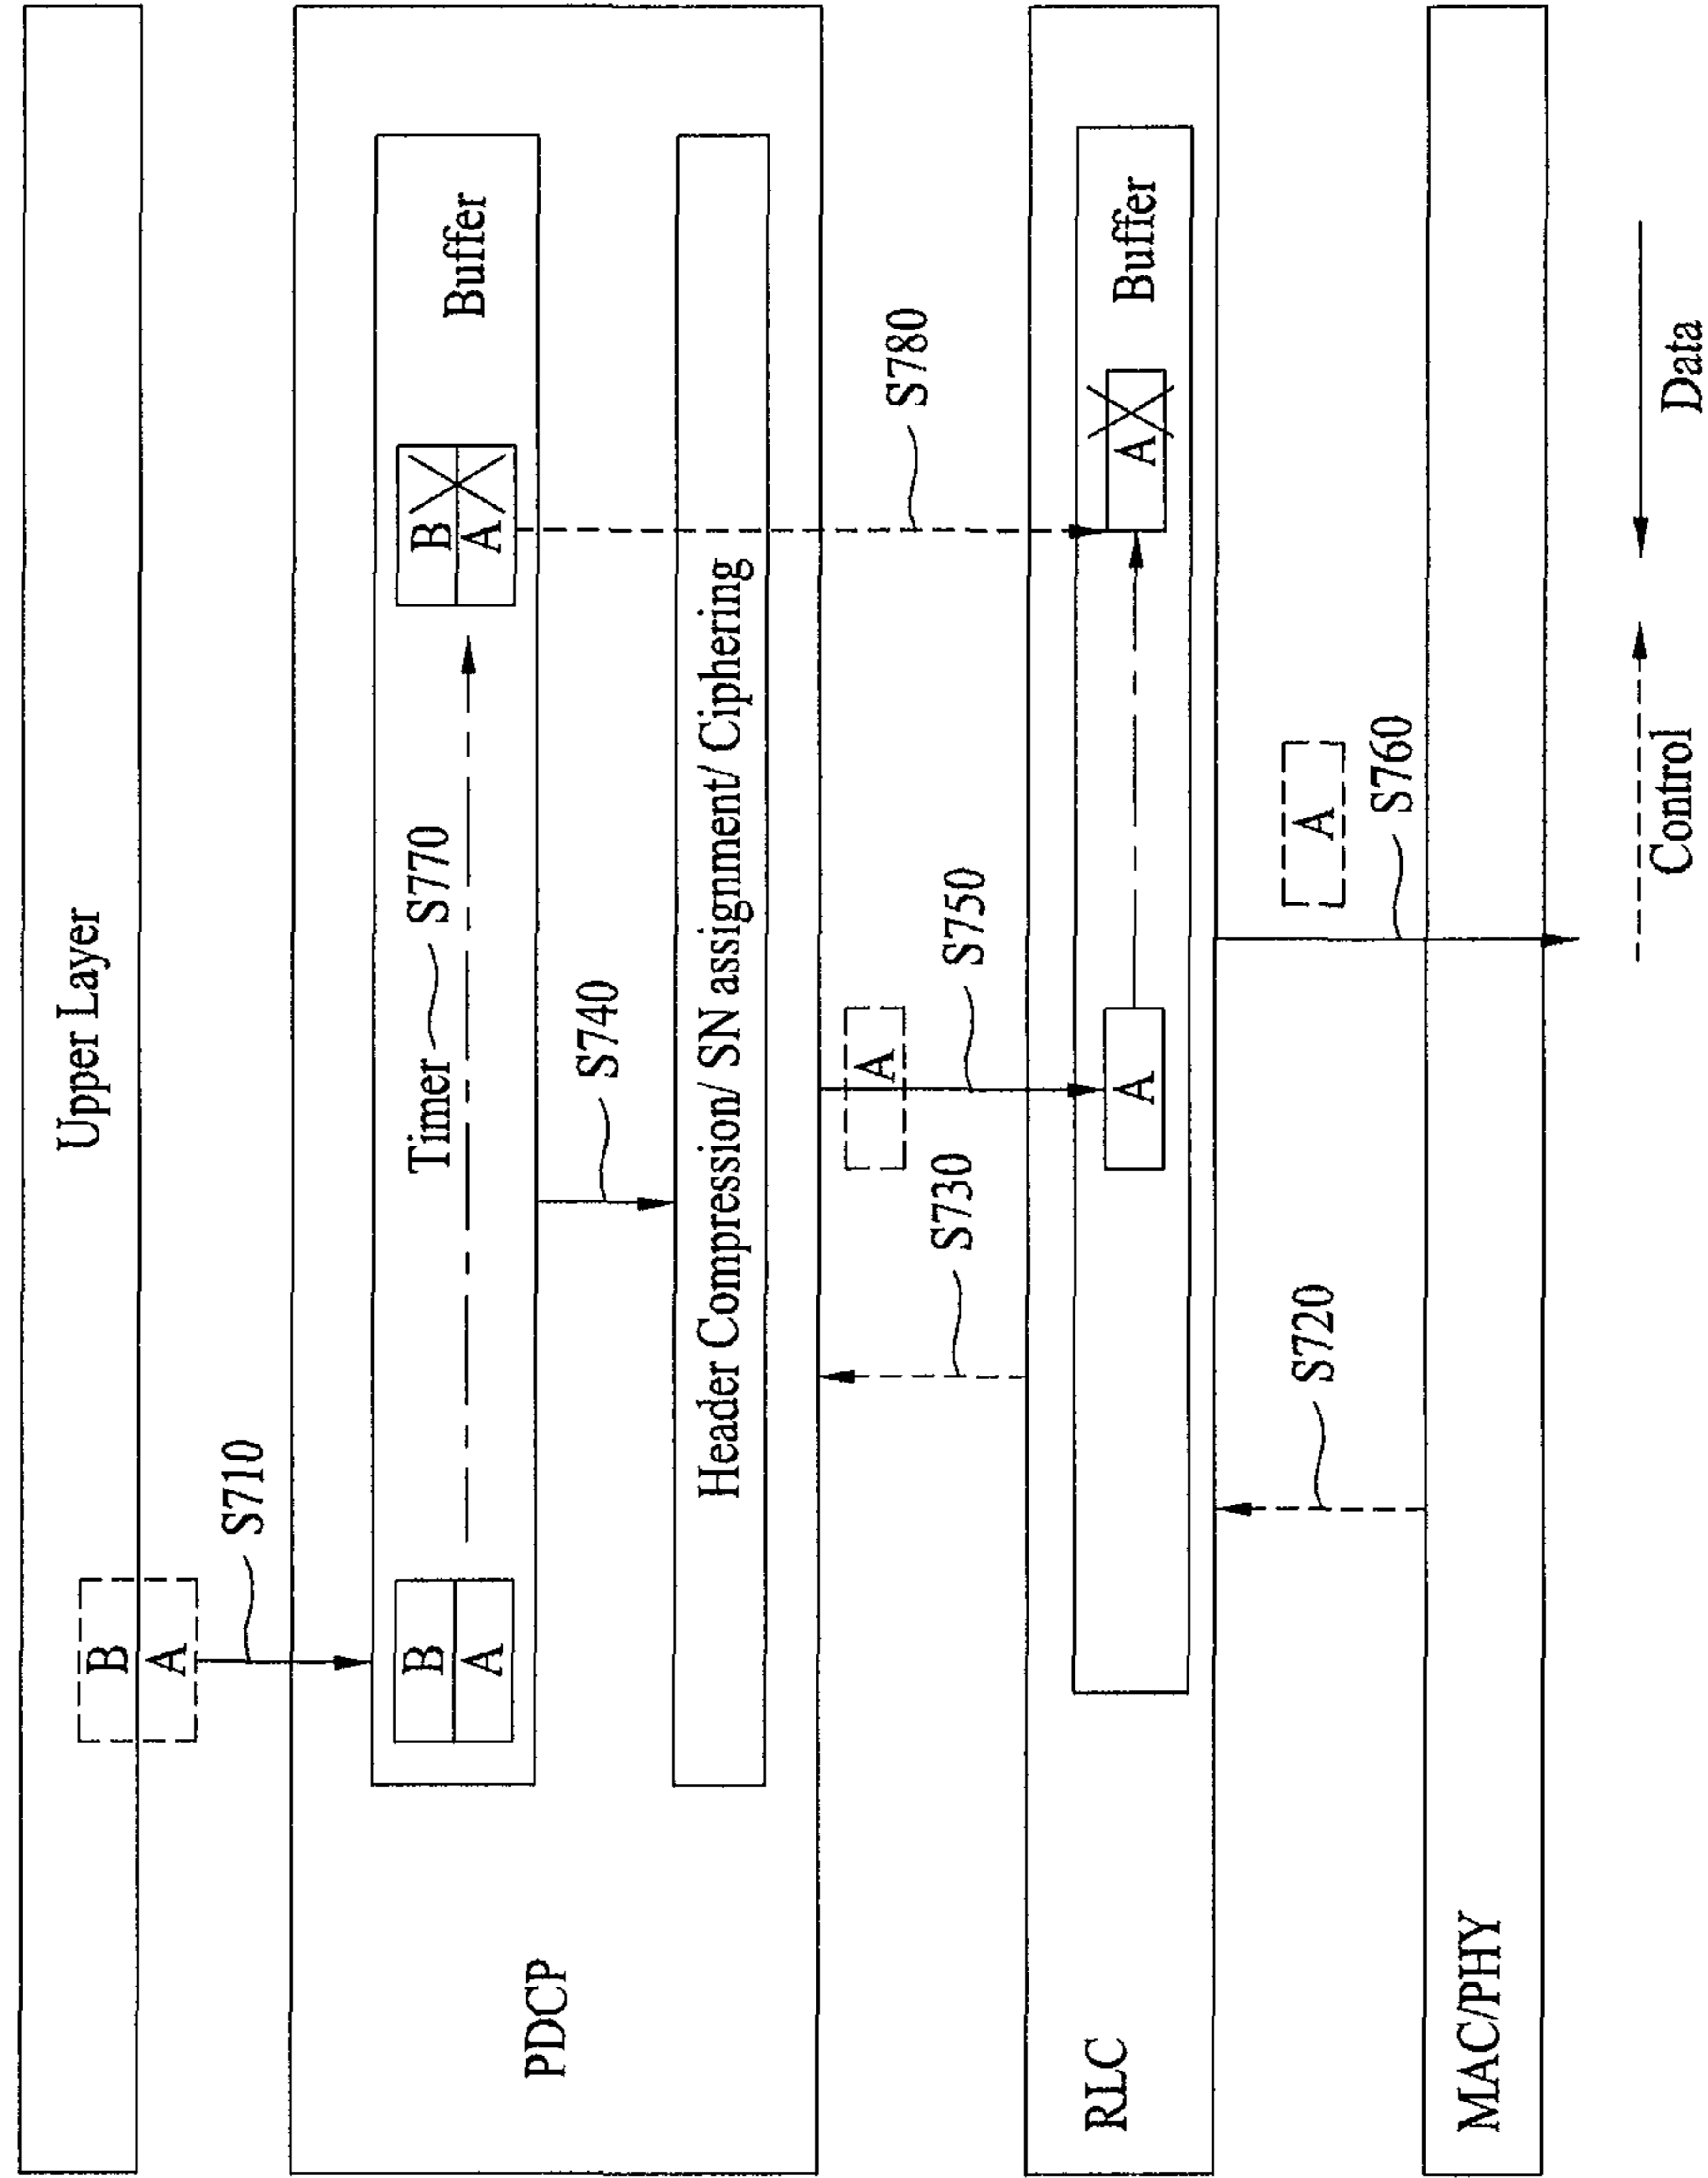 Upper Layer
B
A
S710
PDCP
B
A
Timer
S770
B
A
Buffer
S740
Header Compression/ SN assignment/ Ciphering
S730
A
S750
S780
RLC
A
A
Buffer
S720
A
S760
MAC/PHY
Control
Data